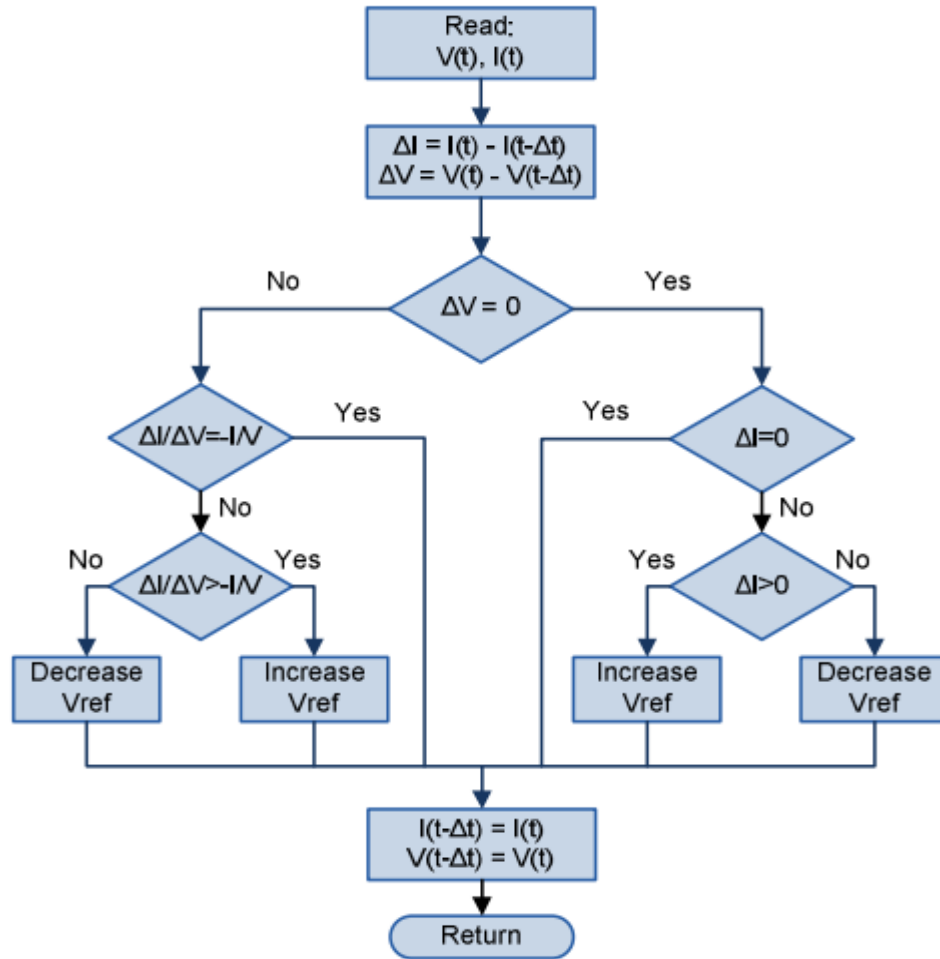 Read:
V(t), I(t)
ΔI = I(t) - I(t-Δt)
ΔV = V(t) - V(t-Δt)
No
Yes
ΔV = 0
ΔI/ΔV=-I/V
Yes
Yes
ΔI=0
No
No
No
ΔI/ΔV>-I/V
Yes
Yes
ΔI>0
No
Decrease
Vref
Increase
Vref
Increase
Vref
Decrease
Vref
I(t-Δt) = I(t)
V(t-Δt) = V(t)
Return